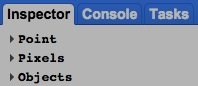 Inspector Console Tasks
Point
Pixels
Objects